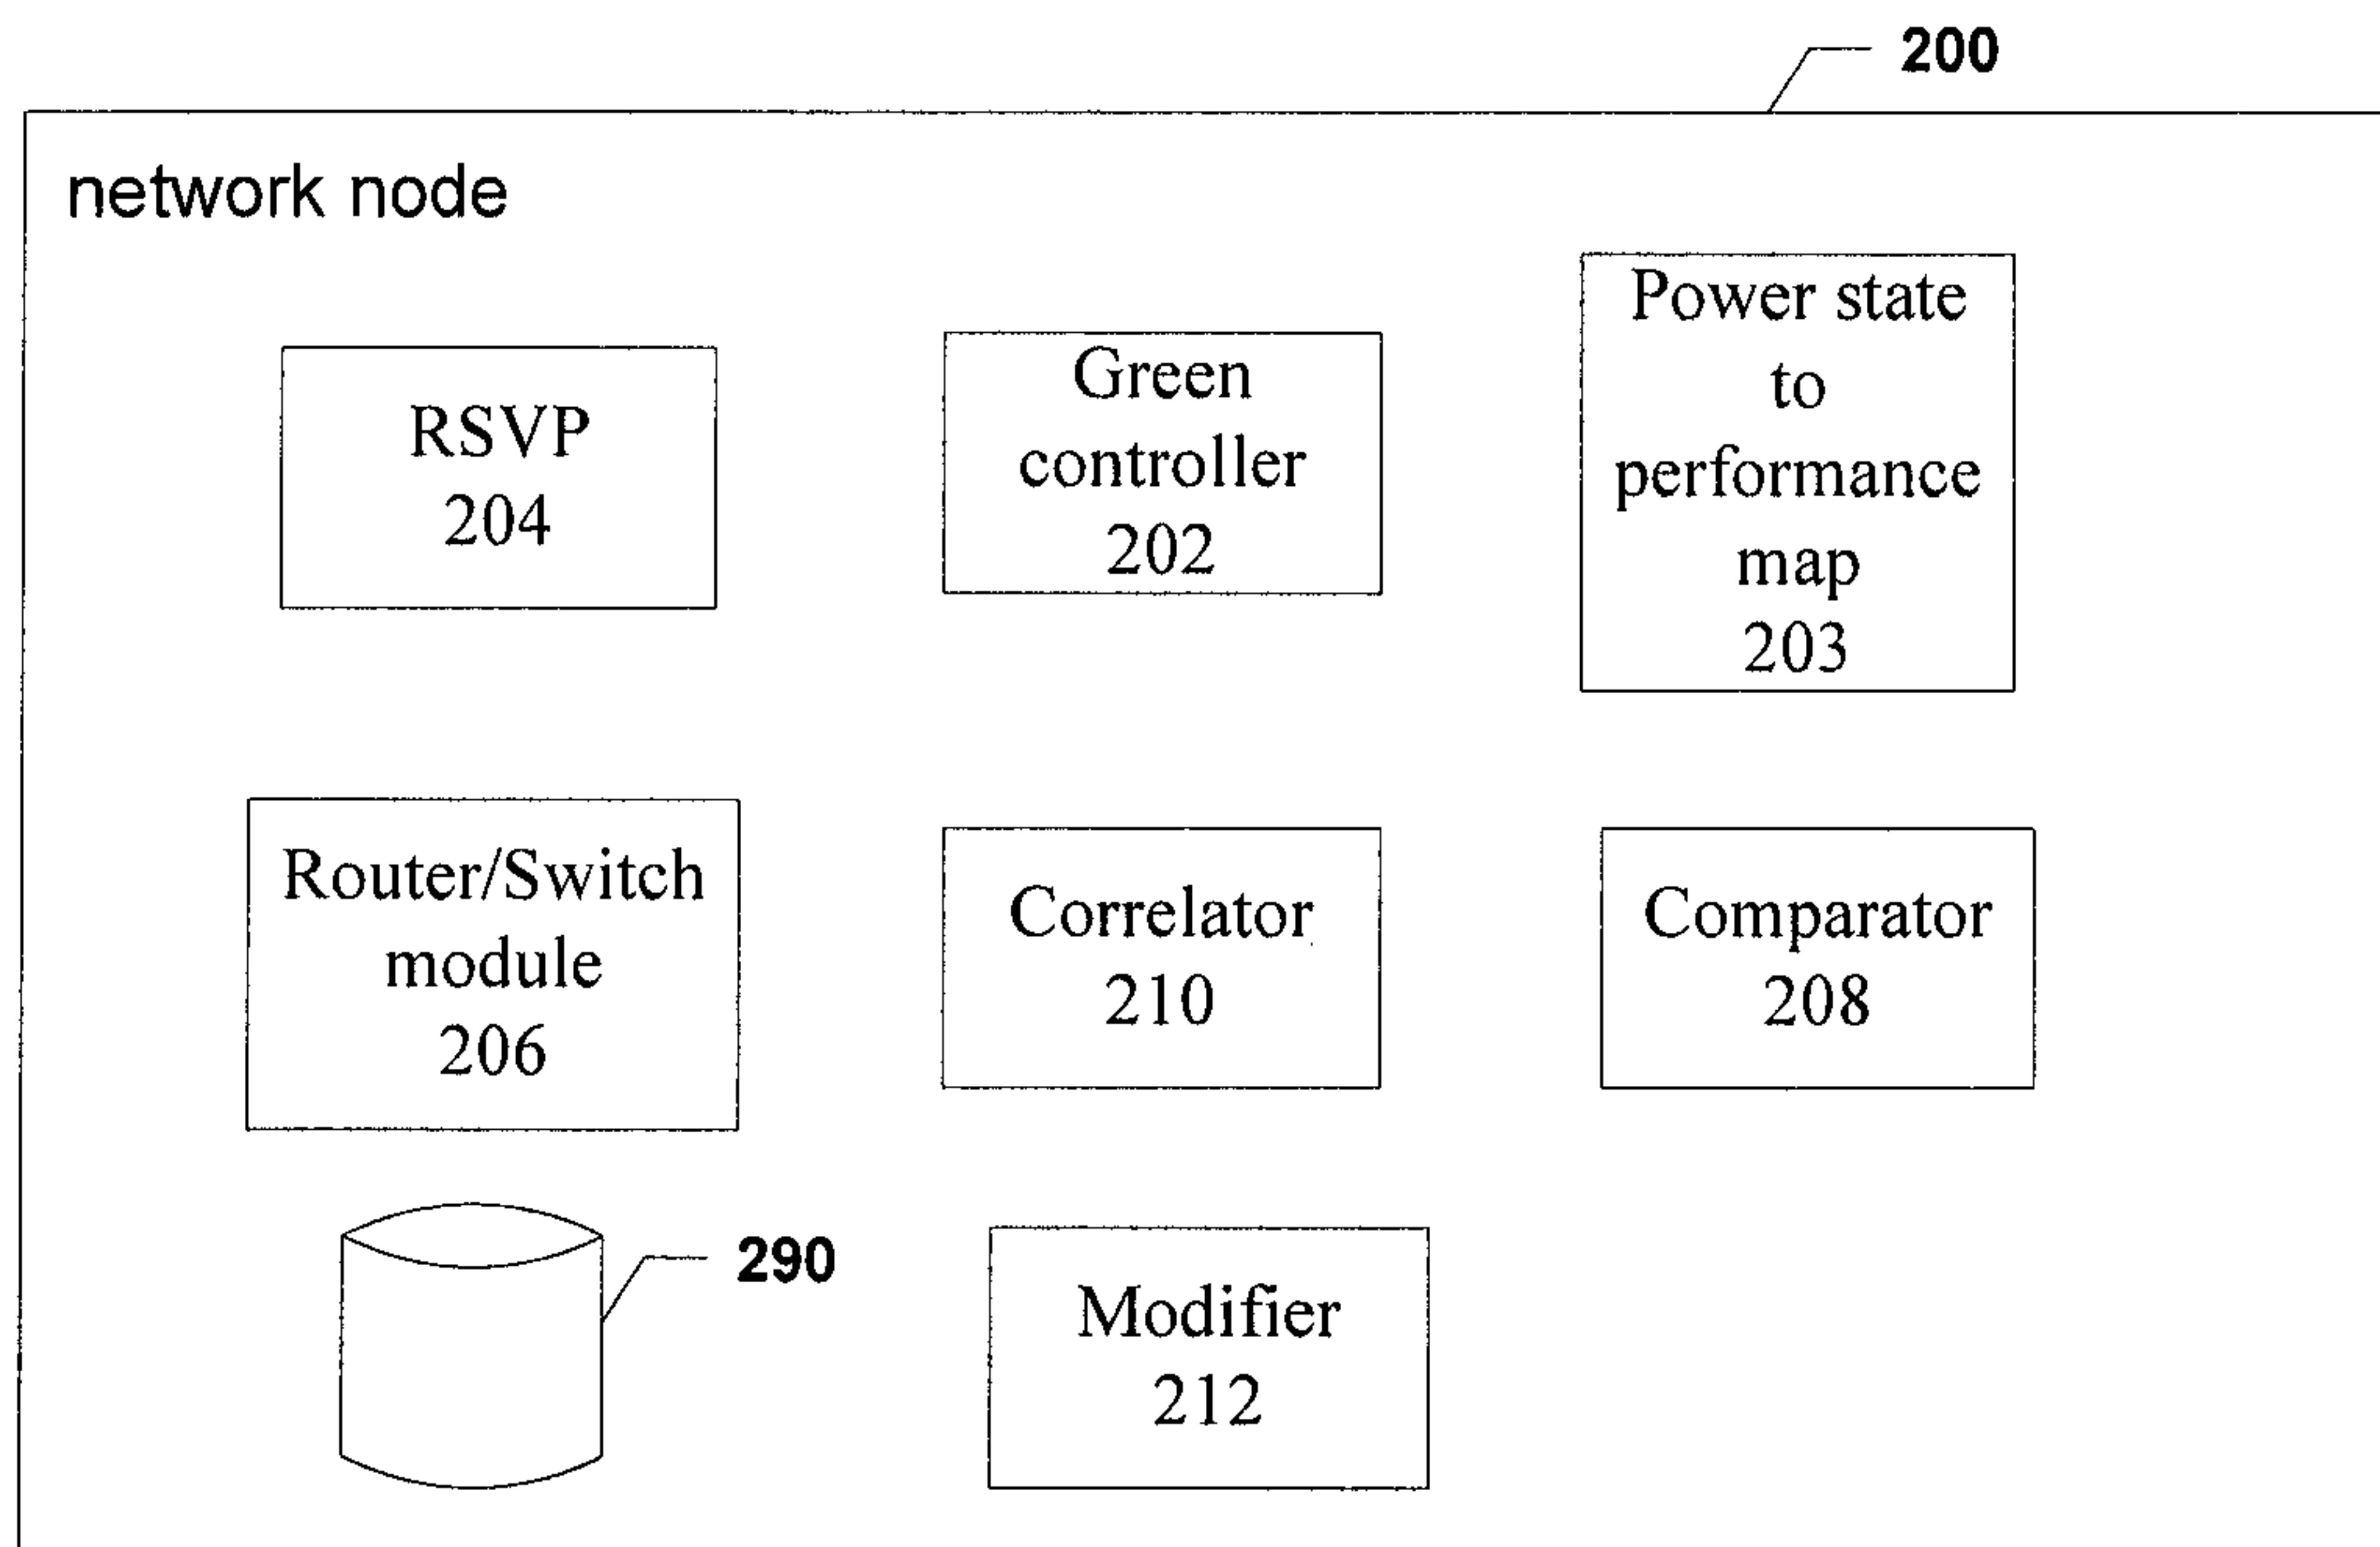 200
network node
RSVP
204
Green
controller
202
Power state
to
performance
map
203
Router/Switch
module
206
Correlator
210
Comparator
208
290
Modifier
212